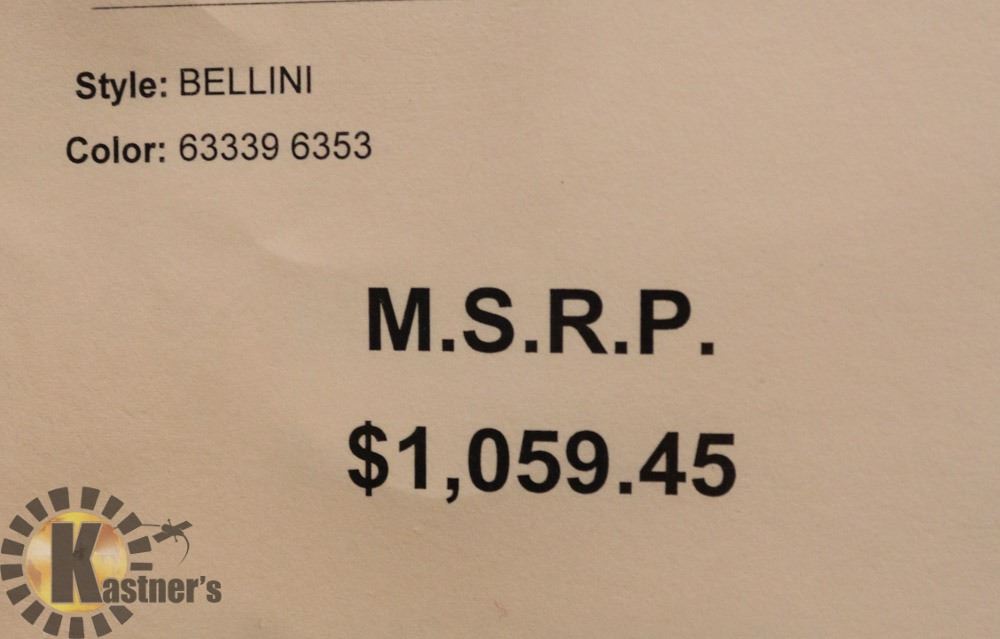 Style: BELLINI
Color: 63339 6353
M.S.R.P.
$1,059.45
Kastner's